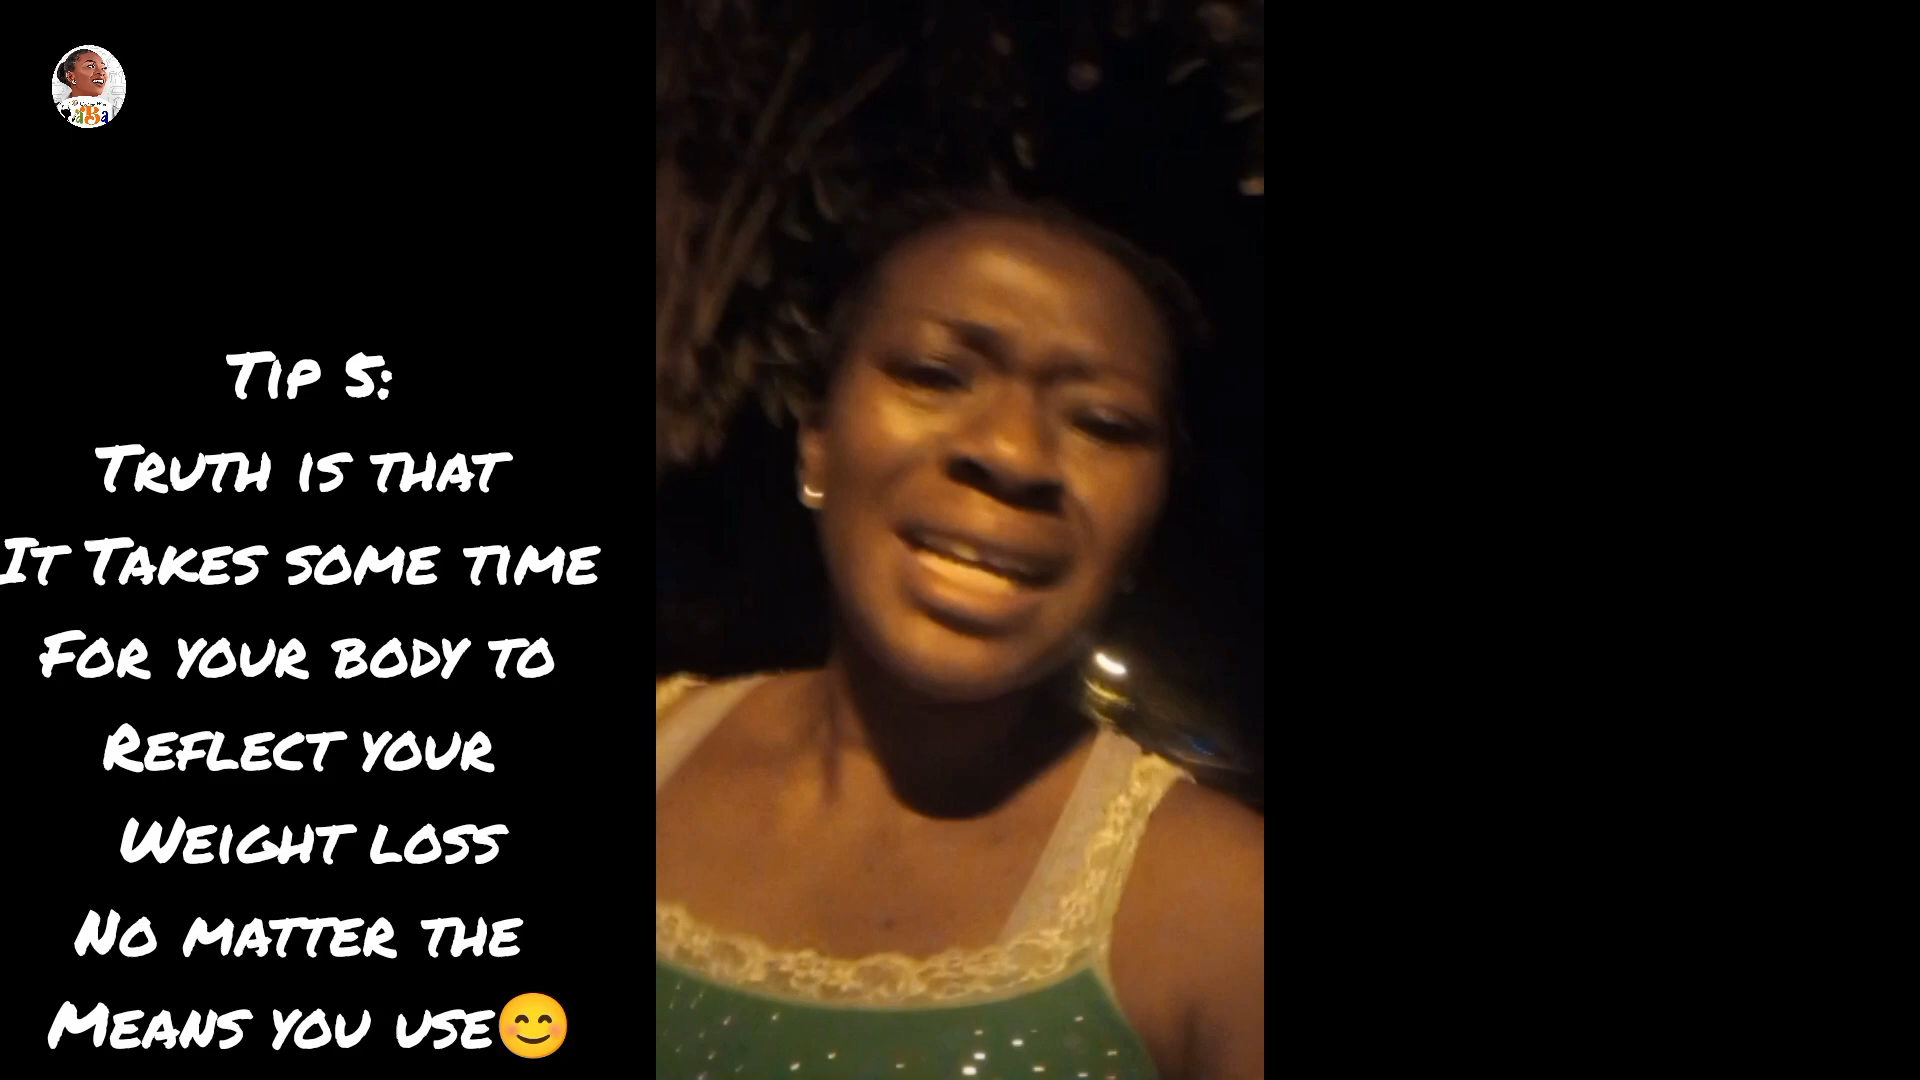 Tip 5:
Truth is that
It Takes some time
For your body to
Reflect your
Weight loss
No matter the
Means you use😊